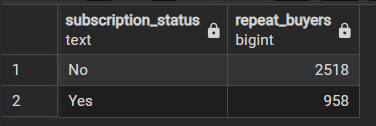 subscription_status repeat_buyers
text bigint
1 No 2518
2 Yes 958